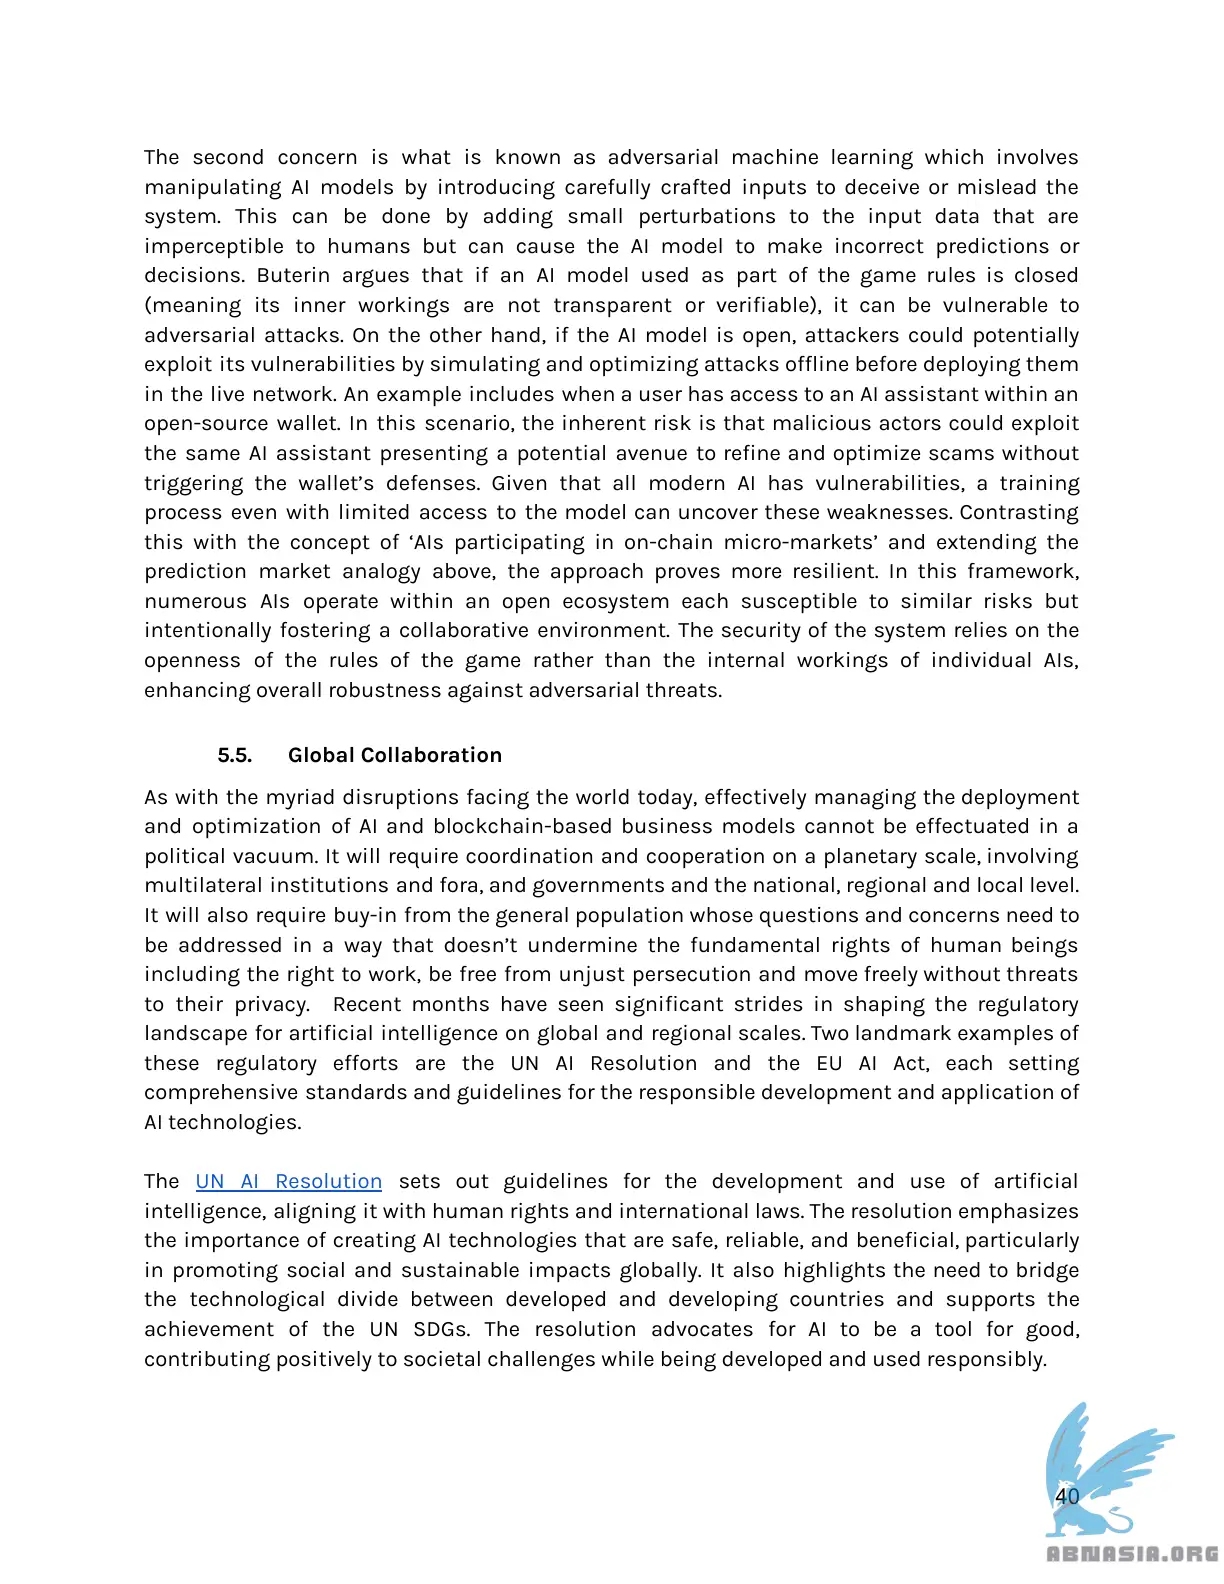 The second concern is what is known as adversarial machine learning which involves
manipulating AI models by introducing carefully crafted inputs to deceive or mislead the
system. This can be done by adding small perturbations to the input data that are
imperceptible to humans but can cause the AI model to make incorrect predictions or
decisions. Buterin argues that if an AI model used as part of the game rules is closed
(meaning its inner workings are not transparent or verifiable), it can be vulnerable to
adversarial attacks. On the other hand, if the AI model is open, attackers could potentially
exploit its vulnerabilities by simulating and optimizing attacks offline before deploying them
in the live network. An example includes when a user has access to an AI assistant within an
open-source wallet. In this scenario, the inherent risk is that malicious actors could exploit
the same AI assistant presenting a potential avenue to refine and optimize scams without
triggering the wallet’s defenses. Given that all modern AI has vulnerabilities, a training
process even with limited access to the model can uncover these weaknesses. Contrasting
this with the concept of ‘AIs participating in on-chain micro-markets’ and extending the
prediction market analogy above, the approach proves more resilient. In this framework,
numerous AIs operate within an open ecosystem each susceptible to similar risks but
intentionally fostering a collaborative environment. The security of the system relies on the
openness of the rules of the game rather than the internal workings of individual AIs,
enhancing overall robustness against adversarial threats.
5.5. Global Collaboration
As with the myriad disruptions facing the world today, effectively managing the deployment
and optimization of AI and blockchain-based business models cannot be effectuated in a
political vacuum. It will require coordination and cooperation on a planetary scale, involving
multilateral institutions and fora, and governments and the national, regional and local level.
It will also require buy-in from the general population whose questions and concerns need to
be addressed in a way that doesn’t undermine the fundamental rights of human beings
including the right to work, be free from unjust persecution and move freely without threats
to their privacy. Recent months have seen significant strides in shaping the regulatory
landscape for artificial intelligence on global and regional scales. Two landmark examples of
these regulatory efforts are the UN AI Resolution and the EU AI Act, each setting
comprehensive standards and guidelines for the responsible development and application of
AI technologies.
The UN AI Resolution sets out guidelines for the development and use of artificial
intelligence, aligning it with human rights and international laws. The resolution emphasizes
the importance of creating AI technologies that are safe, reliable, and beneficial, particularly
in promoting social and sustainable impacts globally. It also highlights the need to bridge
the technological divide between developed and developing countries and supports the
achievement of the UN SDGs. The resolution advocates for AI to be a tool for good,
contributing positively to societal challenges while being developed and used responsibly.
40
ABNASIA.ORG